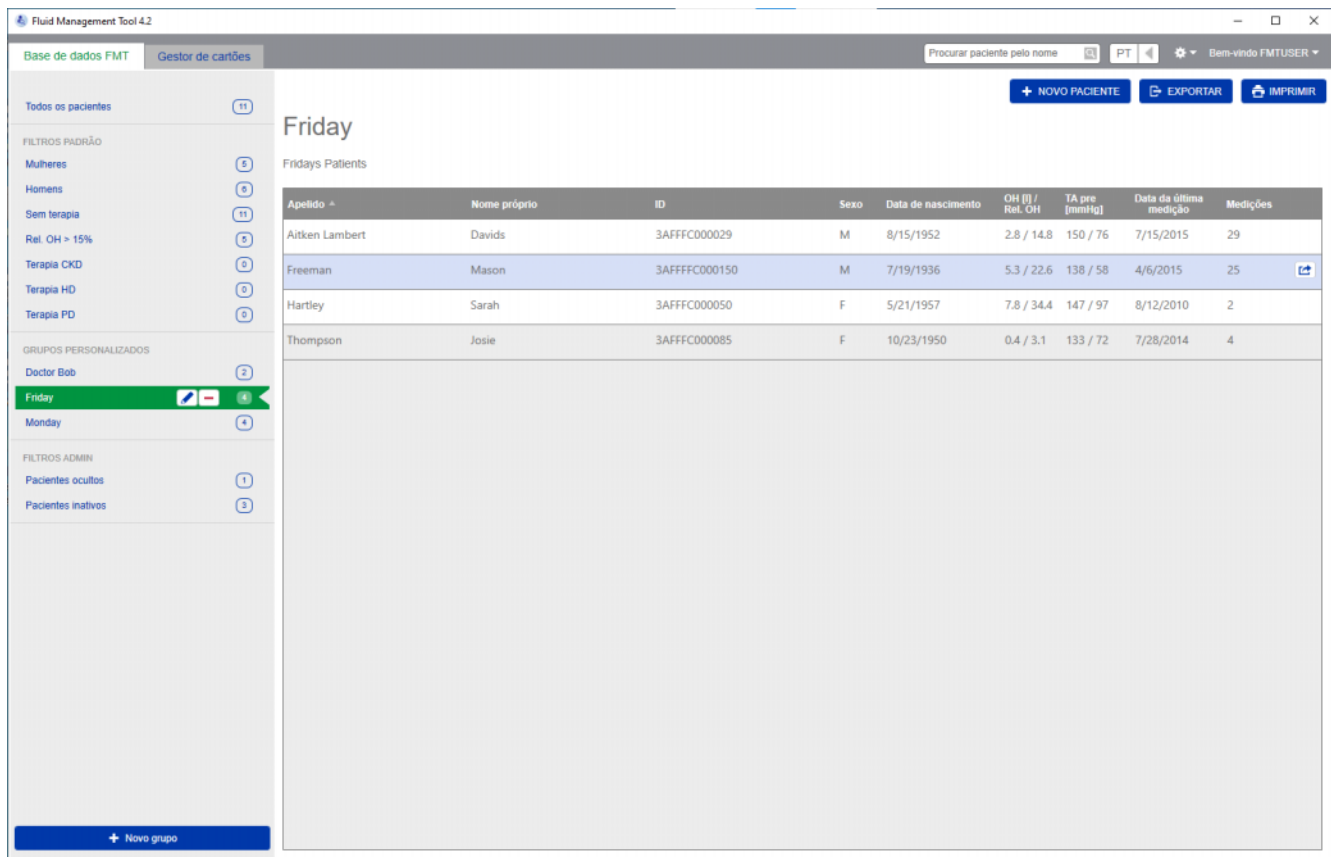 Fluid Management Tool 4.2
Base de dados FMT Gestor de cartões Procurar paciente pelo nome PT Bem-vindo FMTUSER
+ NOVO PACIENTE EXPORTAR IMPRIMIR
Todos os pacientes 11
FILTROS PADRÃO
Mulheres 5
Homens 6
Sem terapia 11
Rel. OH > 15% 5
Terapia CKD 0
Terapia HD 0
Terapia PD 0
GRUPOS PERSONALIZADOS
Doctor Bob 2
Friday 4
Monday 4
FILTROS ADMIN
Pacientes ocultos 1
Pacientes inativos 3
+ Novo grupo
Friday
Fridays Patients
Apelido Nome próprio ID Sexo Data de nascimento OH [l] / Rel. OH TA pre [mmHg] Data da última medição Medições
Aitken Lambert Davids 3AFFFC000029 M 8/15/1952 2.8 / 14.8 150 / 76 7/15/2015 29
Freeman Mason 3AFFFFC000150 M 7/19/1936 5.3 / 22.6 138 / 58 4/6/2015 25
Hartley Sarah 3AFFFC000050 F 5/21/1957 7.8 / 34.4 147 / 97 8/12/2010 2
Thompson Josie 3AFFFC000085 F 10/23/1950 0.4 / 3.1 133 / 72 7/28/2014 4